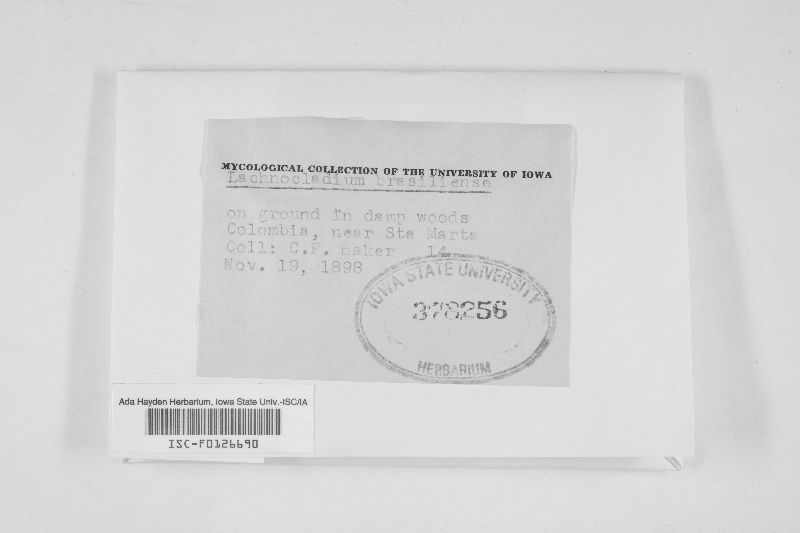 MYCOLOGICAL COLLECTION OF THE UNIVERSITY OF IOWA
Lachnocladium brasiliense
on ground in damp woods
Colombia, near Sta Marta
Coll: C.F. baker 14
Nov. 19, 1898
IOWA STATE UNIVERSITY
378256
HERBARIUM
Ada Hayden Herbarium, Iowa State Univ.-ISC/IA
ISC-F0126690